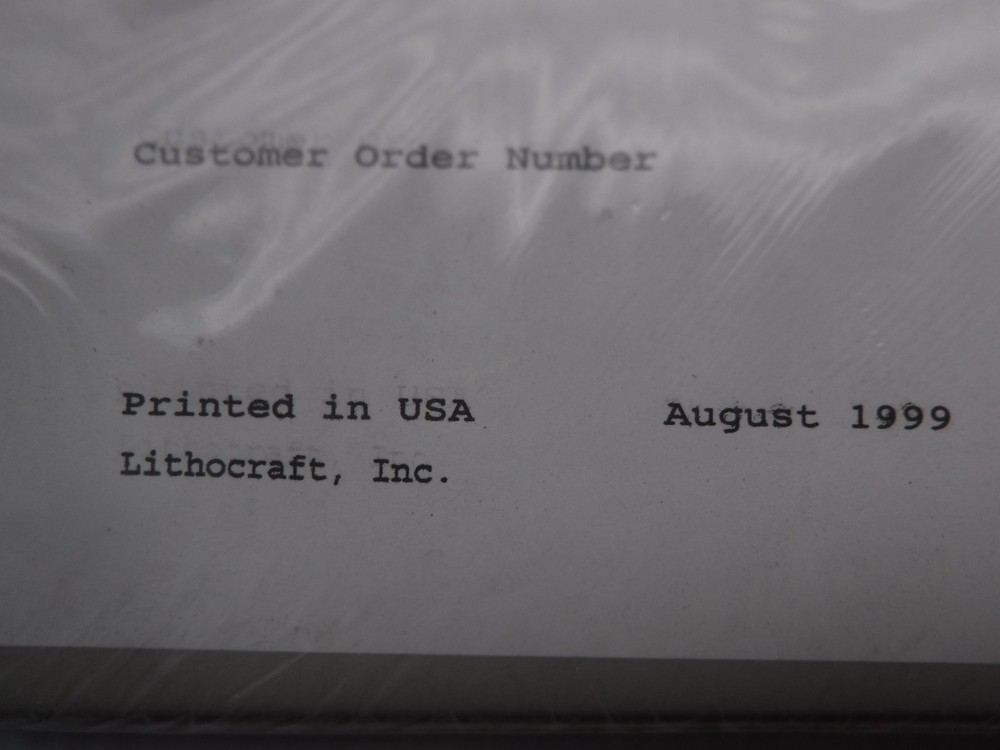 Customer Order Number
Printed in USA August 1999
Lithocraft, Inc.